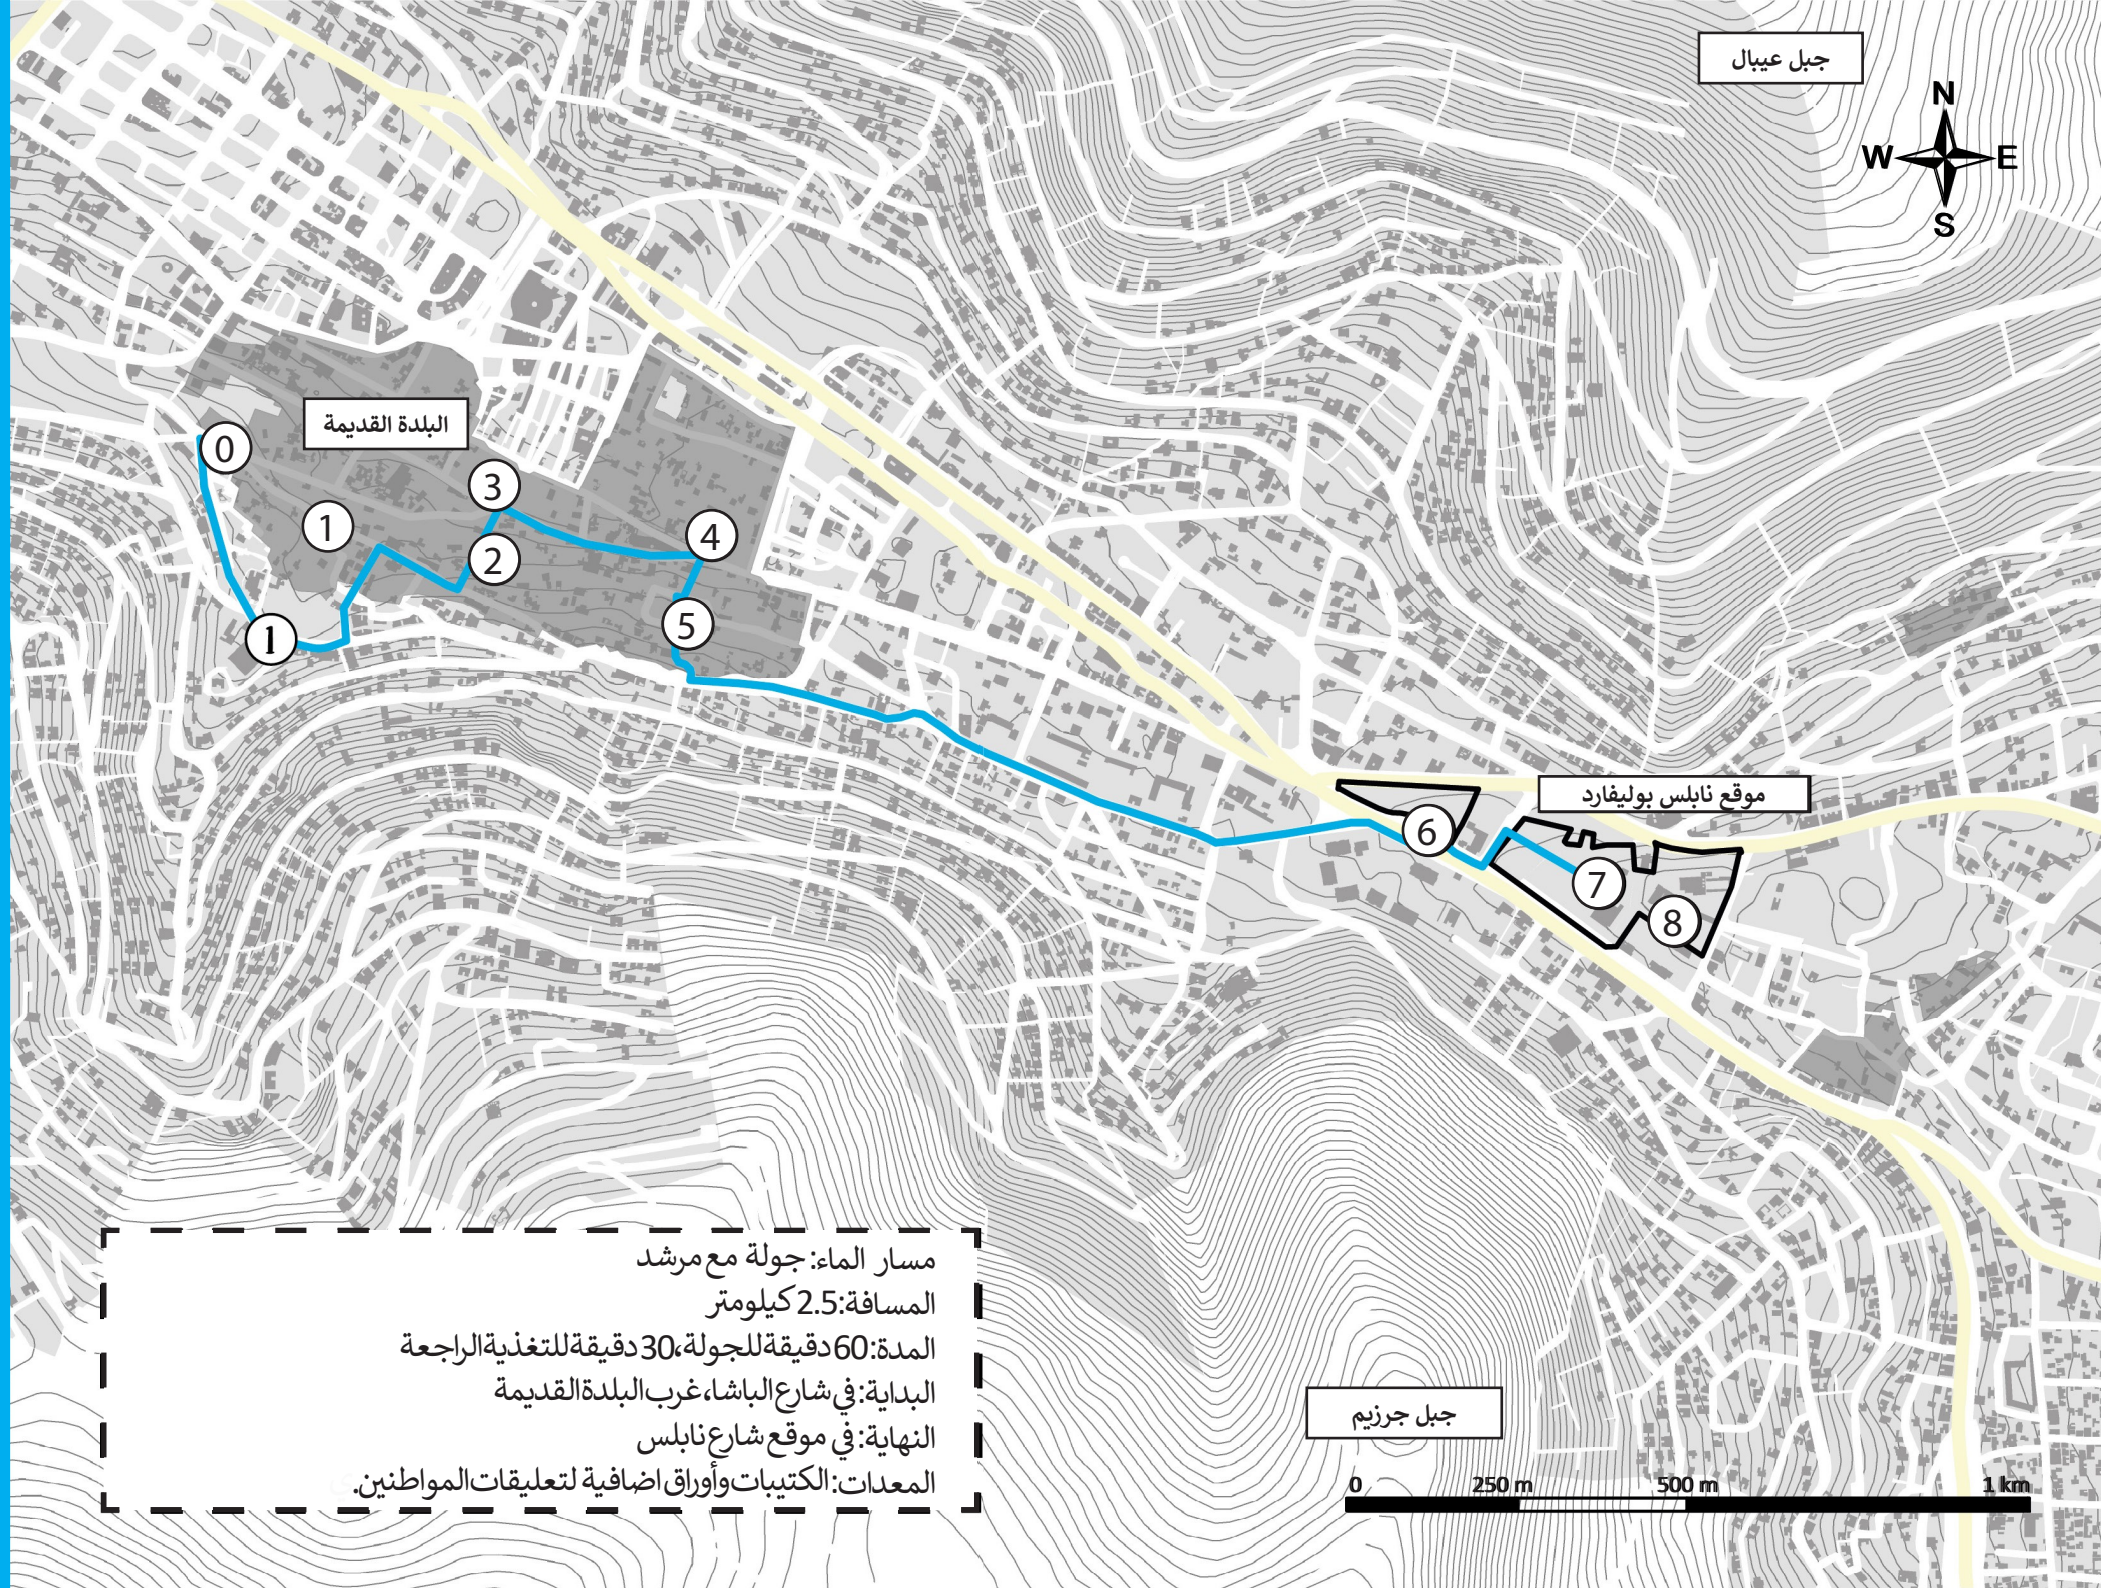 جبل عيبال
N
W E
S
البلدة القديمة
0
3
1
4
2
5
1
موقع نابلس بوليفارد
6
7
8
مسار الماء: جولة مع مرشد
المسافة:2.5 كيلومتر
المدة:60 دقيقة للجولة،30 دقيقة للتغذية الراجعة
البداية: في شارع الباشا، غرب البلدة القديمة
النهاية: في موقع شارع نابلس
المعدات: الكتيبات وأوراق اضافية لتعليقات المواطنين.
جبل جرزيم
0 250 m 500 m 1 km